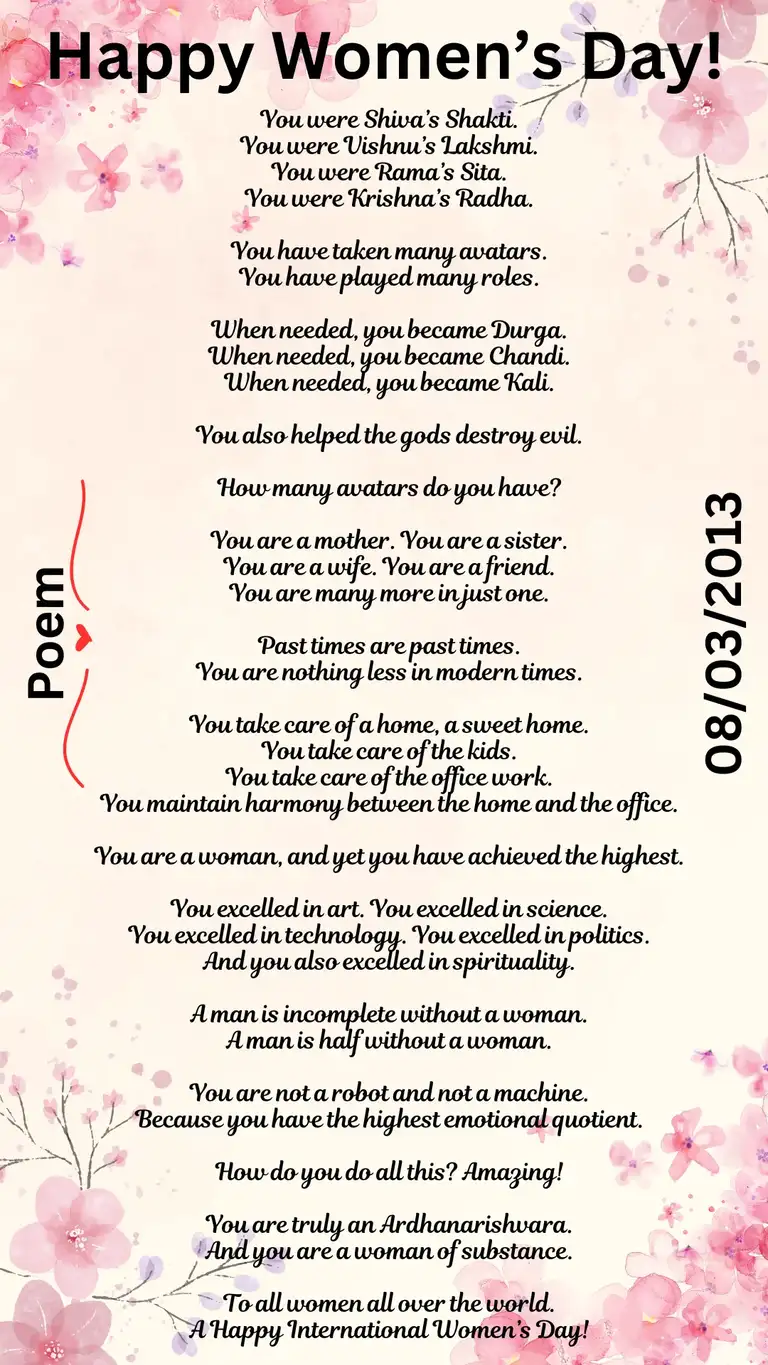 Happy Women's Day!
You were Shiva's Shakti.
You were Vishnu's Lakshmi.
You were Rama's Sita.
You were Krishna's Radha.
You have taken many avatars.
You have played many roles.
When needed, you became Durga.
When needed, you became Chandi.
When needed, you became Kali.
You also helped the gods destroy evil.
How many avatars do you have?
You are a mother. You are a sister.
You are a wife. You are a friend.
You are many more in just one.
Past times are past times.
You are nothing less in modern times.
You take care of a home, a sweet home.
You take care of the kids.
You take care of the office work.
You maintain harmony between the home and the office.
You are a woman, and yet you have achieved the highest.
You excelled in art. You excelled in science.
You excelled in technology. You excelled in politics.
And you also excelled in spirituality.
A man is incomplete without a woman.
A man is half without a woman.
You are not a robot and not a machine.
Because you have the highest emotional quotient.
How do you do all this? Amazing!
You are truly an Ardhanarishvara.
And you are a woman of substance.
To all women all over the world.
A Happy International Women's Day!
Poem
08/03/2013